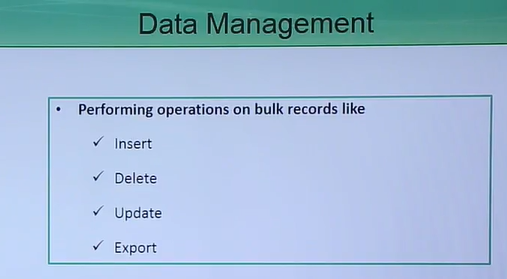 Data Management
• Performing operations on bulk records like
✓ Insert
✓ Delete
✓ Update
✓ Export